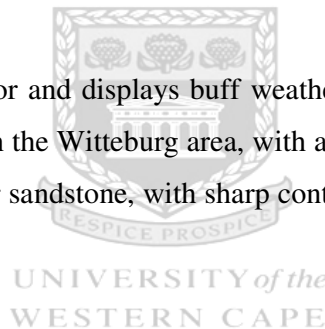 or and displays buff weathe
n the Witteburg area, with a
r sandstone, with sharp cont
RESPICE PROSPICE
UNIVERSITY of the
WESTERN CAPE